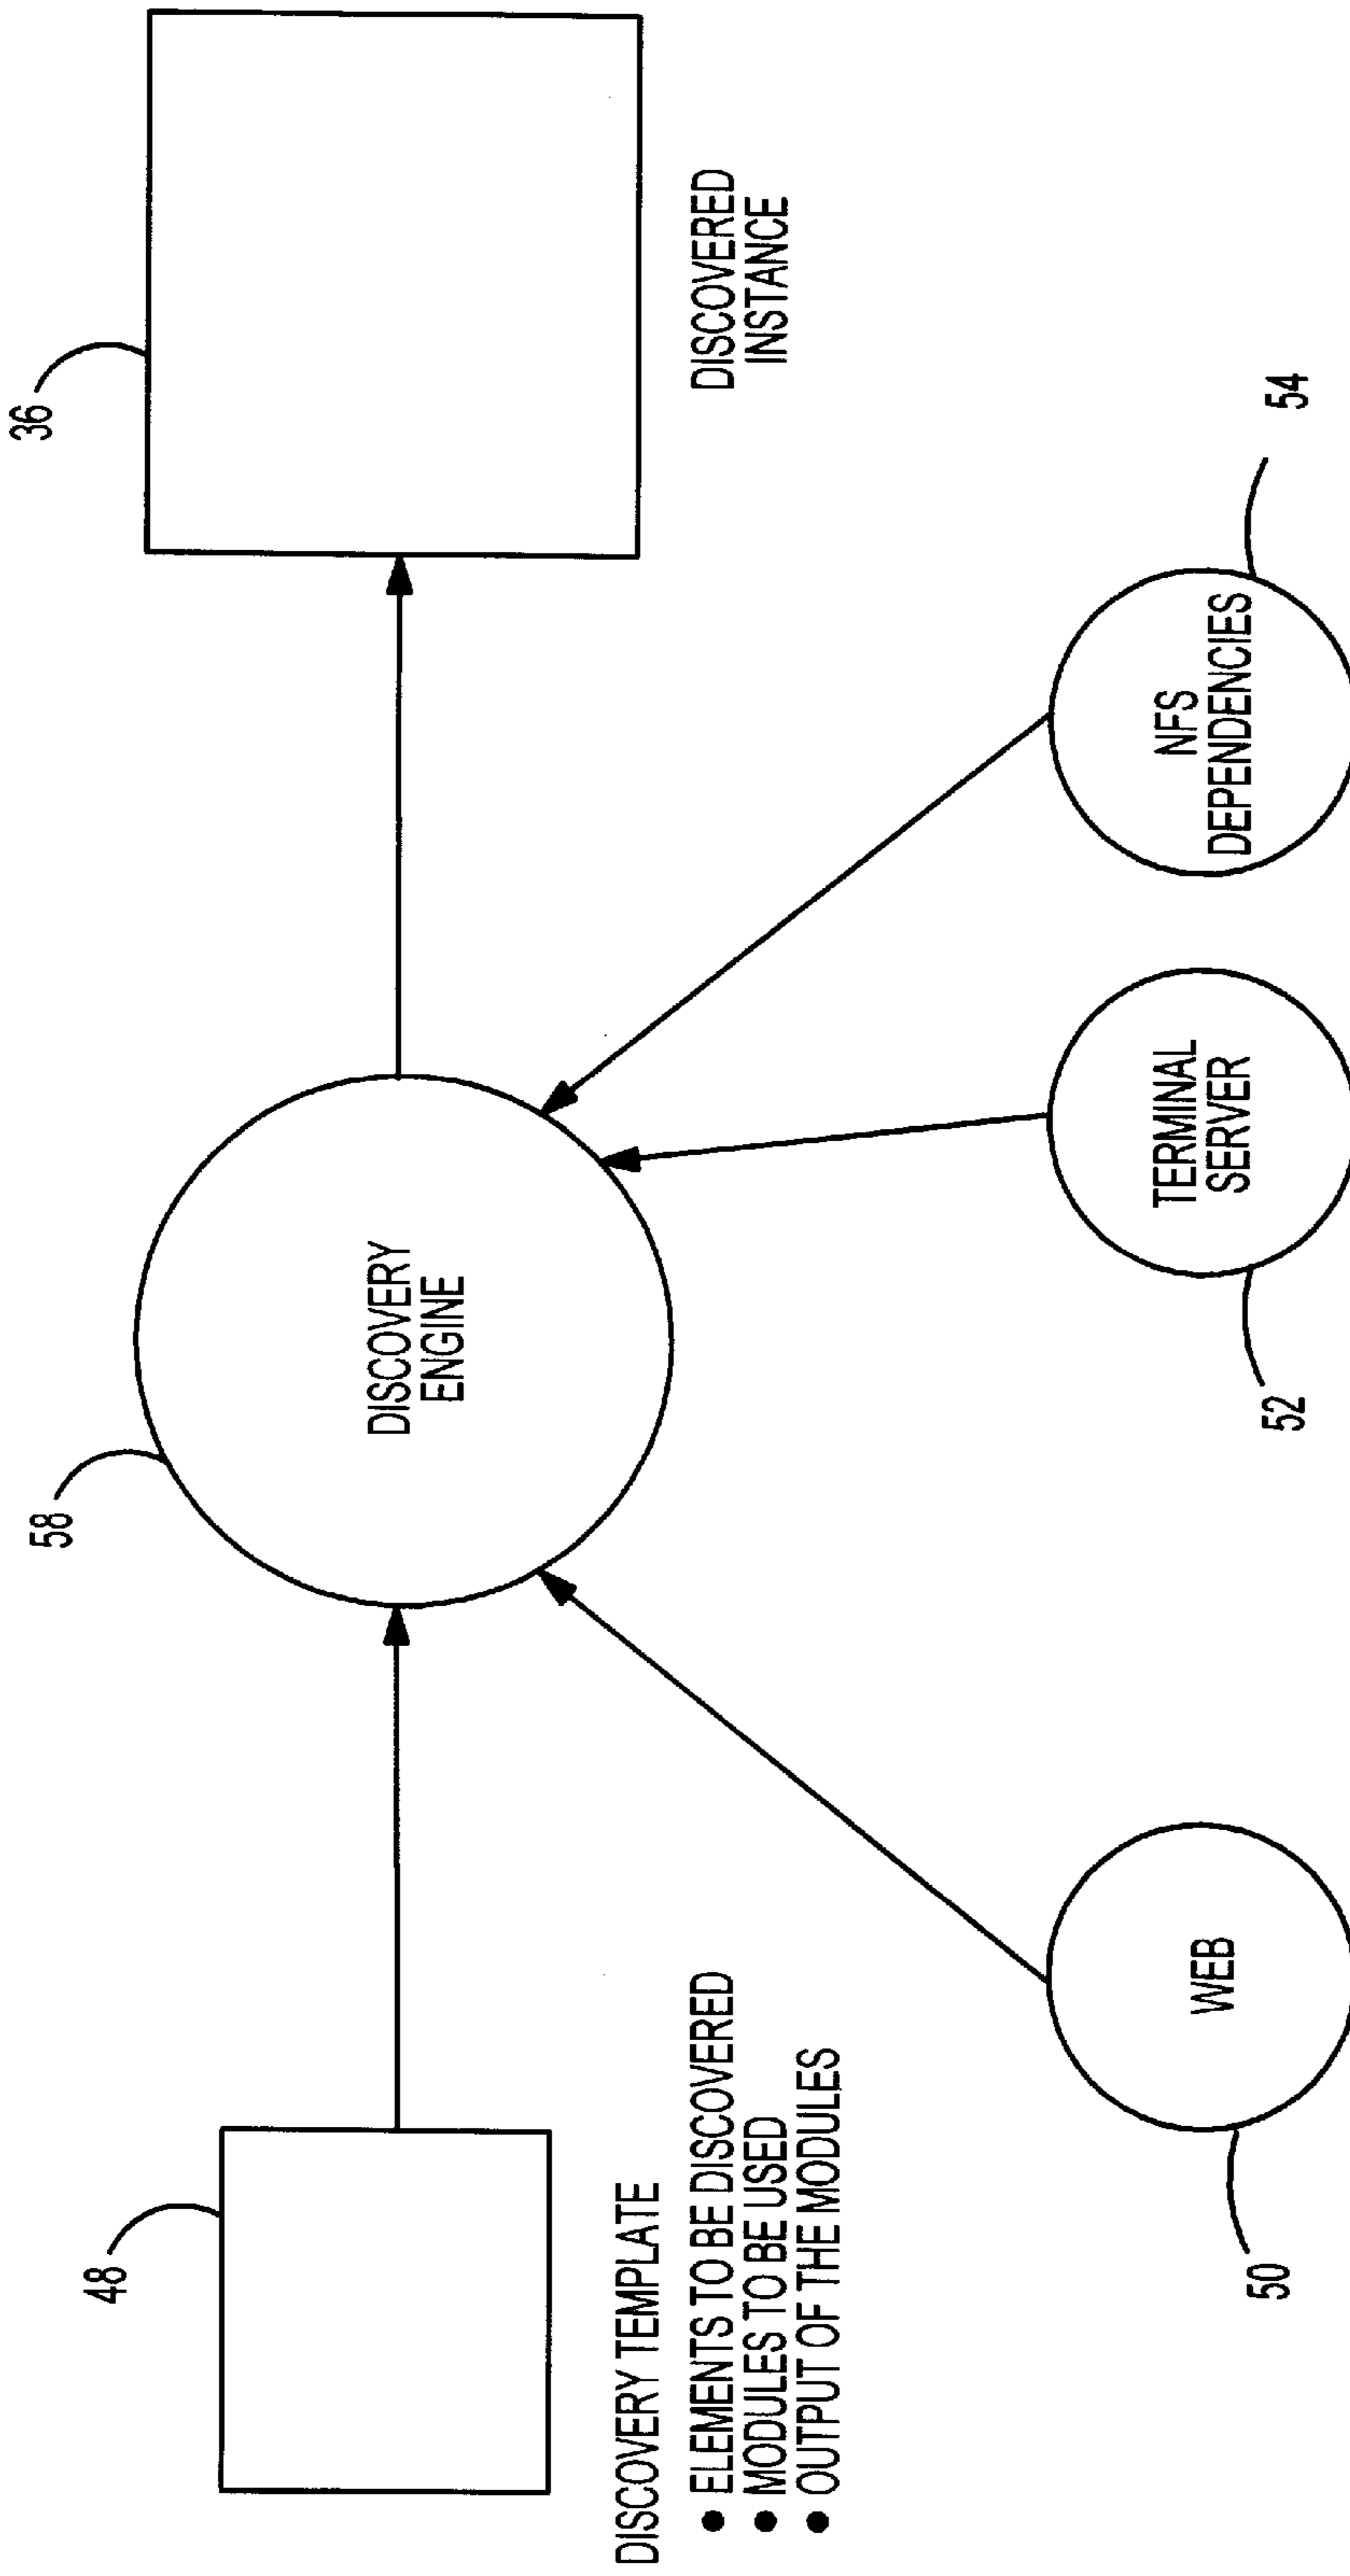 48
58
36
DISCOVERY
ENGINE
DISCOVERY TEMPLATE
● ELEMENTS TO BE DISCOVERED
● MODULES TO BE USED
● OUTPUT OF THE MODULES
DISCOVERED
INSTANCE
WEB
TERMINAL
SERVER
NFS
DEPENDENCIES
50
52
54